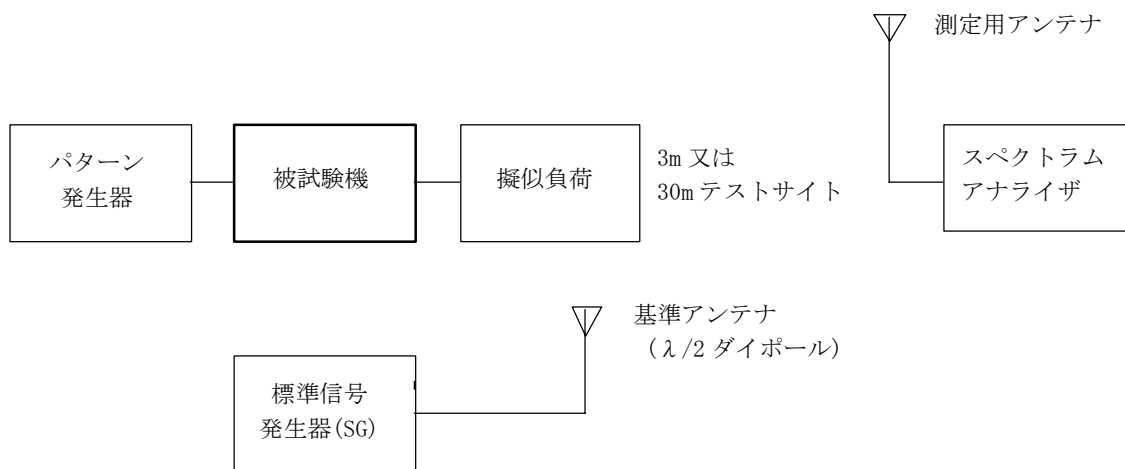 測定用アンテナ
パターン
発生器
被試験機
擬似負荷
3m 又は
30m テストサイト
スペクトラム
アナライザ
基準アンテナ
(λ/2 ダイポール)
標準信号
発生器(SG)